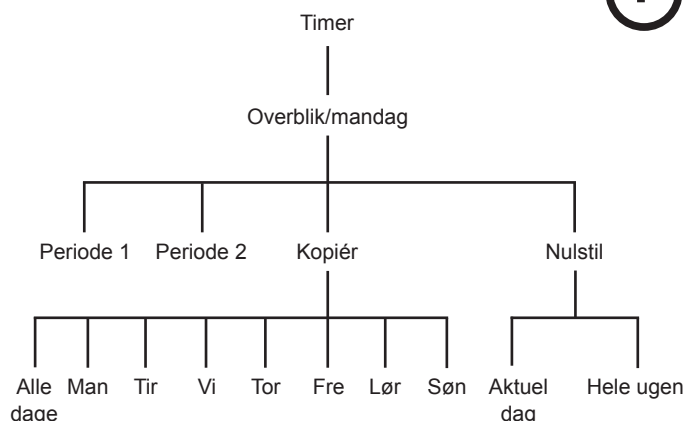 Timer
Overblik/mandag
Periode 1 Periode 2 Kopiér Nulstil
Alle dage Man Tir Vi Tor Fre Lør Søn Aktuel dag Hele ugen